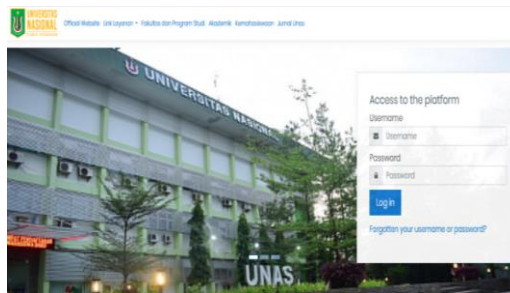 UNIVERSITAS
NASIONAL
Official Website Link Layanan Fakultas dan Program Studi Akademik Kemahasiswaan Jurnal Unas
UNIVERSITAS NASIONAL
Access to the platform
Username
Username
Password
Password
Log in
Forgotten your username or password?
UNAS